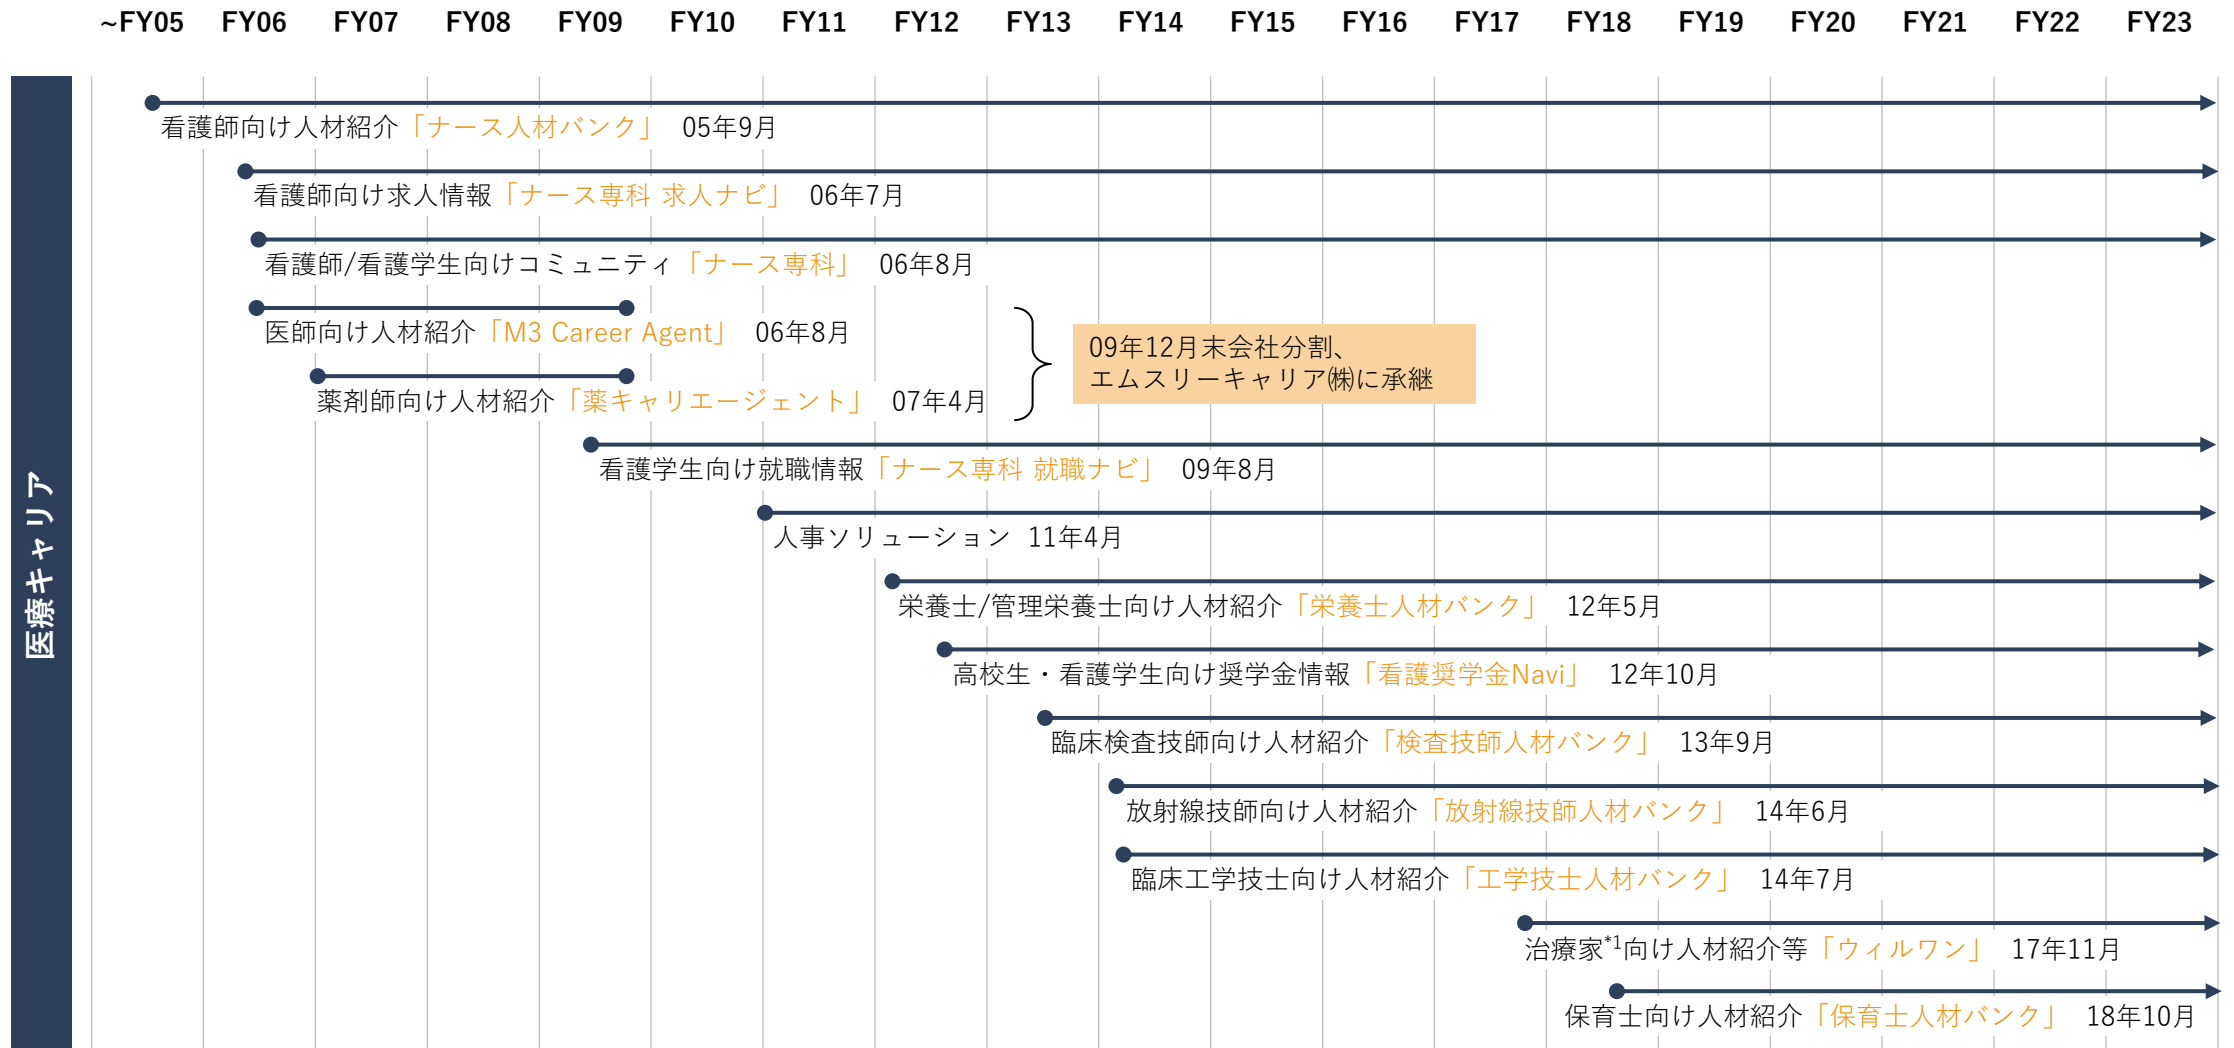 ~FY05 FY06 FY07 FY08 FY09 FY10 FY11 FY12 FY13 FY14 FY15 FY16 FY17 FY18 FY19 FY20 FY21 FY22 FY23
医療キャリア
看護師向け人材紹介「ナース人材バンク」 05年9月
看護師向け求人情報「ナース専科 求人ナビ」 06年7月
看護師/看護学生向けコミュニティ「ナース専科」 06年8月
医師向け人材紹介「M3 Career Agent」 06年8月
薬剤師向け人材紹介「薬キャリエージェント」 07年4月
09年12月末会社分割、
エムスリーキャリア㈱に承継
看護学生向け就職情報「ナース専科 就職ナビ」 09年8月
人事ソリューション 11年4月
栄養士/管理栄養士向け人材紹介「栄養士人材バンク」 12年5月
高校生・看護学生向け奨学金情報「看護奨学金Navi」 12年10月
臨床検査技師向け人材紹介「検査技師人材バンク」 13年9月
放射線技師向け人材紹介「放射線技師人材バンク」 14年6月
臨床工学技士向け人材紹介「工学技士人材バンク」 14年7月
治療家*1向け人材紹介等「ウィルワン」 17年11月
保育士向け人材紹介「保育士人材バンク」 18年10月